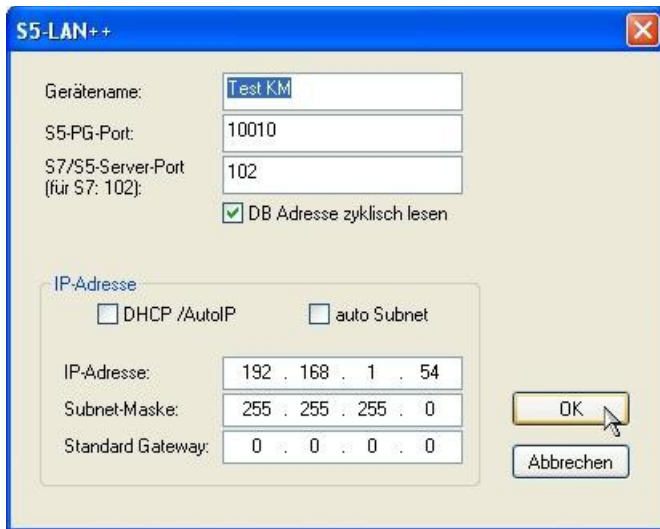 S5-LAN++
Gerätename: Test KM
S5-PG-Port: 10010
S7/S5-Server-Port 102
(für S7: 102):
DB Adresse zyklisch lesen
IP-Adresse
DHCP /AutoIP auto Subnet
IP-Adresse: 192 . 168 . 1 . 54
Subnet-Maske: 255 . 255 . 255 . 0
Standard Gateway: 0 . 0 . 0 . 0
OK
Abbrechen